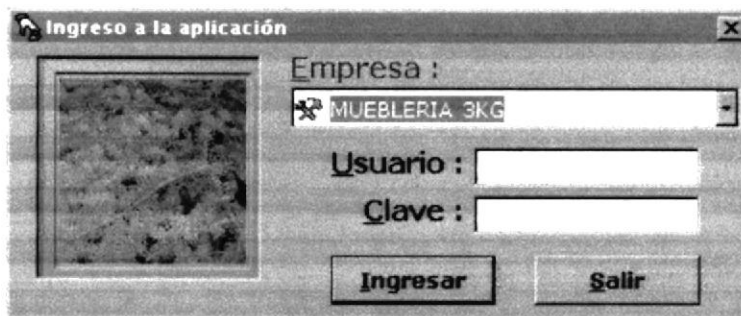 Ingreso a la aplicación
Empresa :
MUEBLERIA 3KG
Usuario :
Clave :
Ingresar
Salir